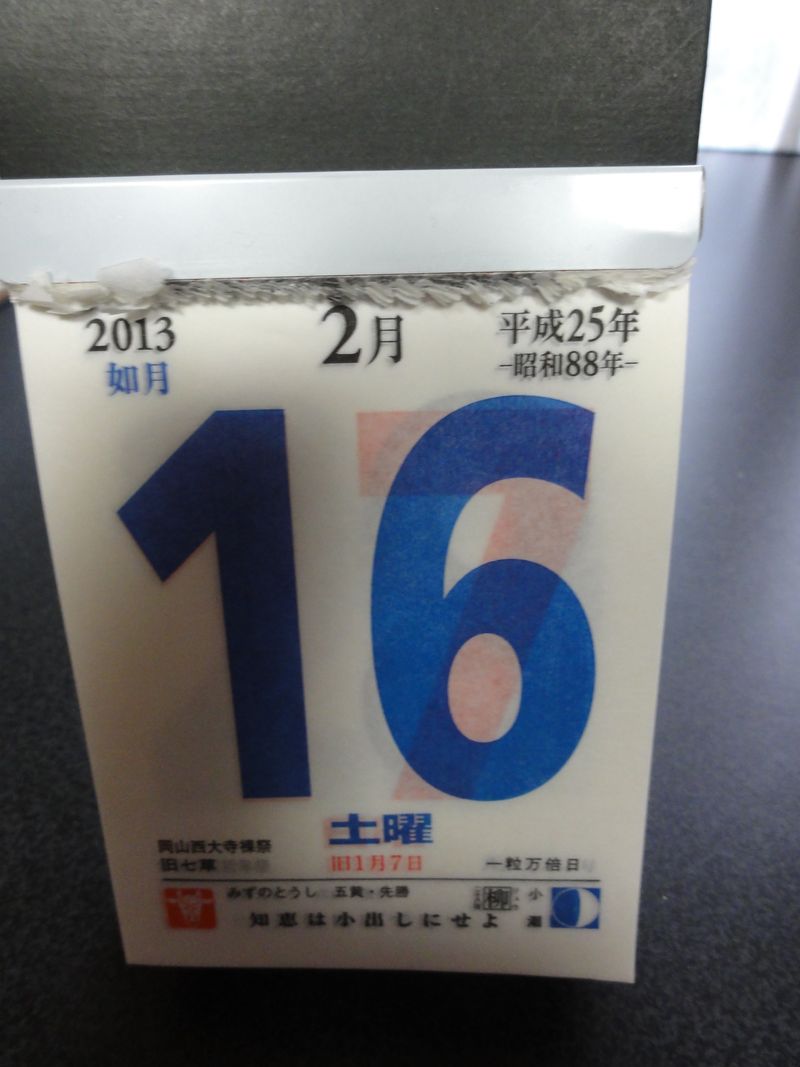 2013 2月 平成25年
如月 -昭和88年-
16
土曜
岡山西大寺裸祭
旧七草 旧1月7日 一粒万倍日
みずのとうし 五黄・先勝 柳 小潮
知恵は小出しにせよ